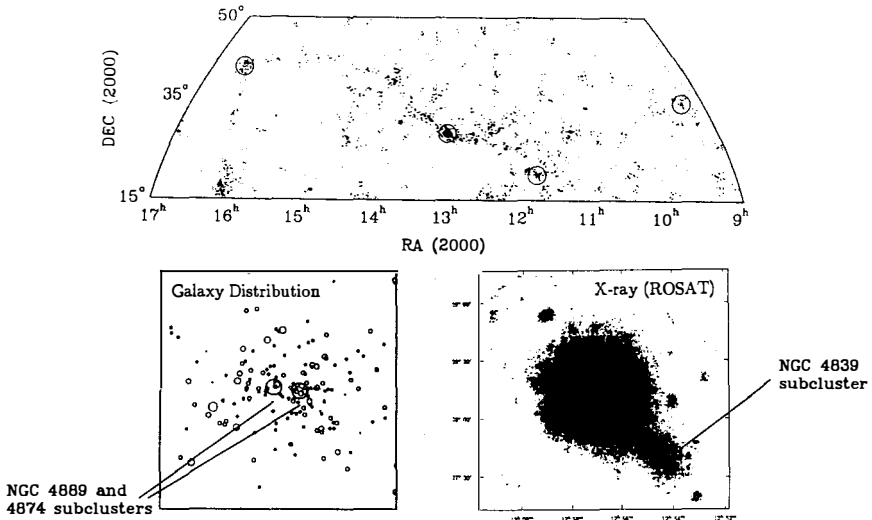 50°
DEC (2000)
35°
15°
17h 16h 15h 14h 13h 12h 11h 10h 9h
RA (2000)
Galaxy Distribution
X-ray (ROSAT)
NGC 4839
subcluster
NGC 4889 and
4874 subclusters